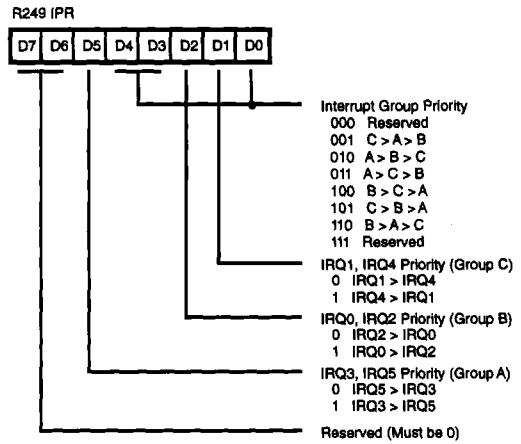 R249 IPR
D7 D6 D5 D4 D3 D2 D1 D0
Interrupt Group Priority
000 Reserved
001 C > A > B
010 A > B > C
011 A > C > B
100 B > C > A
101 C > B > A
110 B > A > C
111 Reserved
IRQ1, IRQ4 Priority (Group C)
0 IRQ1 > IRQ4
1 IRQ4 > IRQ1
IRQ0, IRQ2 Priority (Group B)
0 IRQ2 > IRQ0
1 IRQ0 > IRQ2
IRQ3, IRQ5 Priority (Group A)
0 IRQ5 > IRQ3
1 IRQ3 > IRQ5
Reserved (Must be 0)